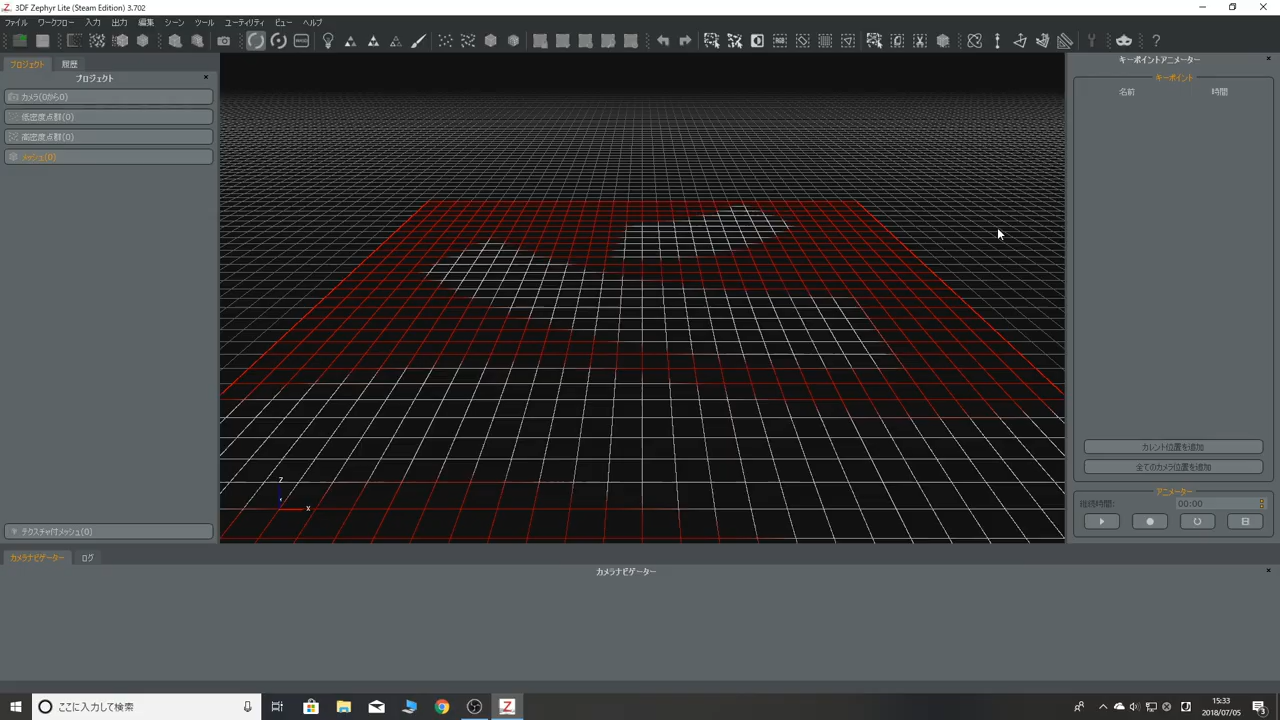 3DF Zephyr Lite (Steam Edition) 3.702
ファイル ワークフロー 入力 出力 編集 シーン ツール ユーティリティ ビュー ヘルプ
プロジェクト 履歴
プロジェクト
カメラ(0から0)
低密度点群(0)
高密度点群(0)
メッシュ(0)
テクスチャ付メッシュ(0)
Z
X
キーポイントアニメーター
キーポイント
名前 時間
カレント位置を追加
全てのカメラ位置を追加
アニメーター
継続時間: 00:00
カメラナビゲーター ログ
カメラナビゲーター
ここに入力して検索
15:33
2018/07/05